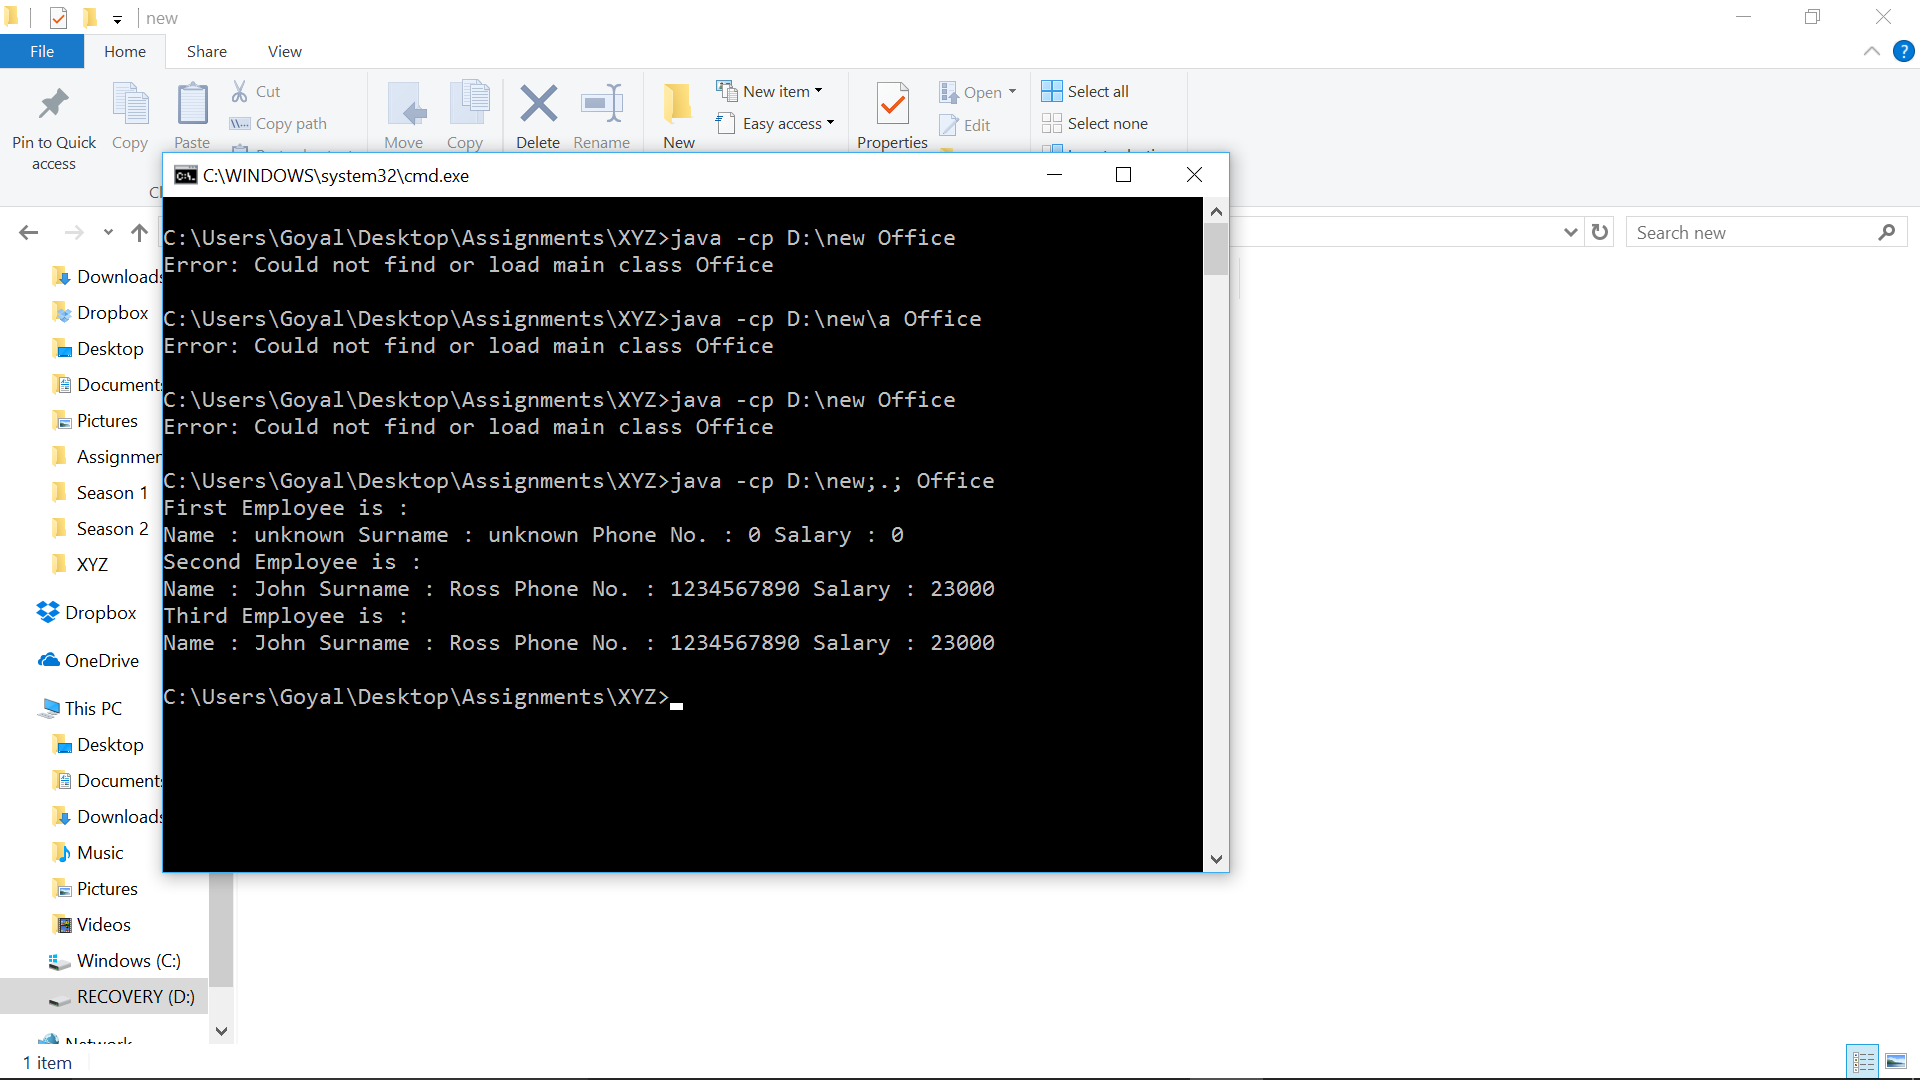 new
File Home Share View
Pin to Quick access
Copy
Paste
Cut
Copy path
Move
Copy
Delete
Rename
New
New item
Easy access
Properties
Open
Edit
Select all
Select none
C:\WINDOWS\system32\cmd.exe
Search new
C:\Users\Goyal\Desktop\Assignments\XYZ>java -cp D:\new Office
Error: Could not find or load main class Office
C:\Users\Goyal\Desktop\Assignments\XYZ>java -cp D:\new\a Office
Error: Could not find or load main class Office
C:\Users\Goyal\Desktop\Assignments\XYZ>java -cp D:\new Office
Error: Could not find or load main class Office
C:\Users\Goyal\Desktop\Assignments\XYZ>java -cp D:\new;.; Office
First Employee is :
Name : unknown Surname : unknown Phone No. : 0 Salary : 0
Second Employee is :
Name : John Surname : Ross Phone No. : 1234567890 Salary : 23000
Third Employee is :
Name : John Surname : Ross Phone No. : 1234567890 Salary : 23000
C:\Users\Goyal\Desktop\Assignments\XYZ>
Downloads
Dropbox
Desktop
Documents
Pictures
Assignmen
Season 1
Season 2
XYZ
Dropbox
OneDrive
This PC
Desktop
Documents
Downloads
Music
Pictures
Videos
Windows (C:)
RECOVERY (D:)
Network
1 item